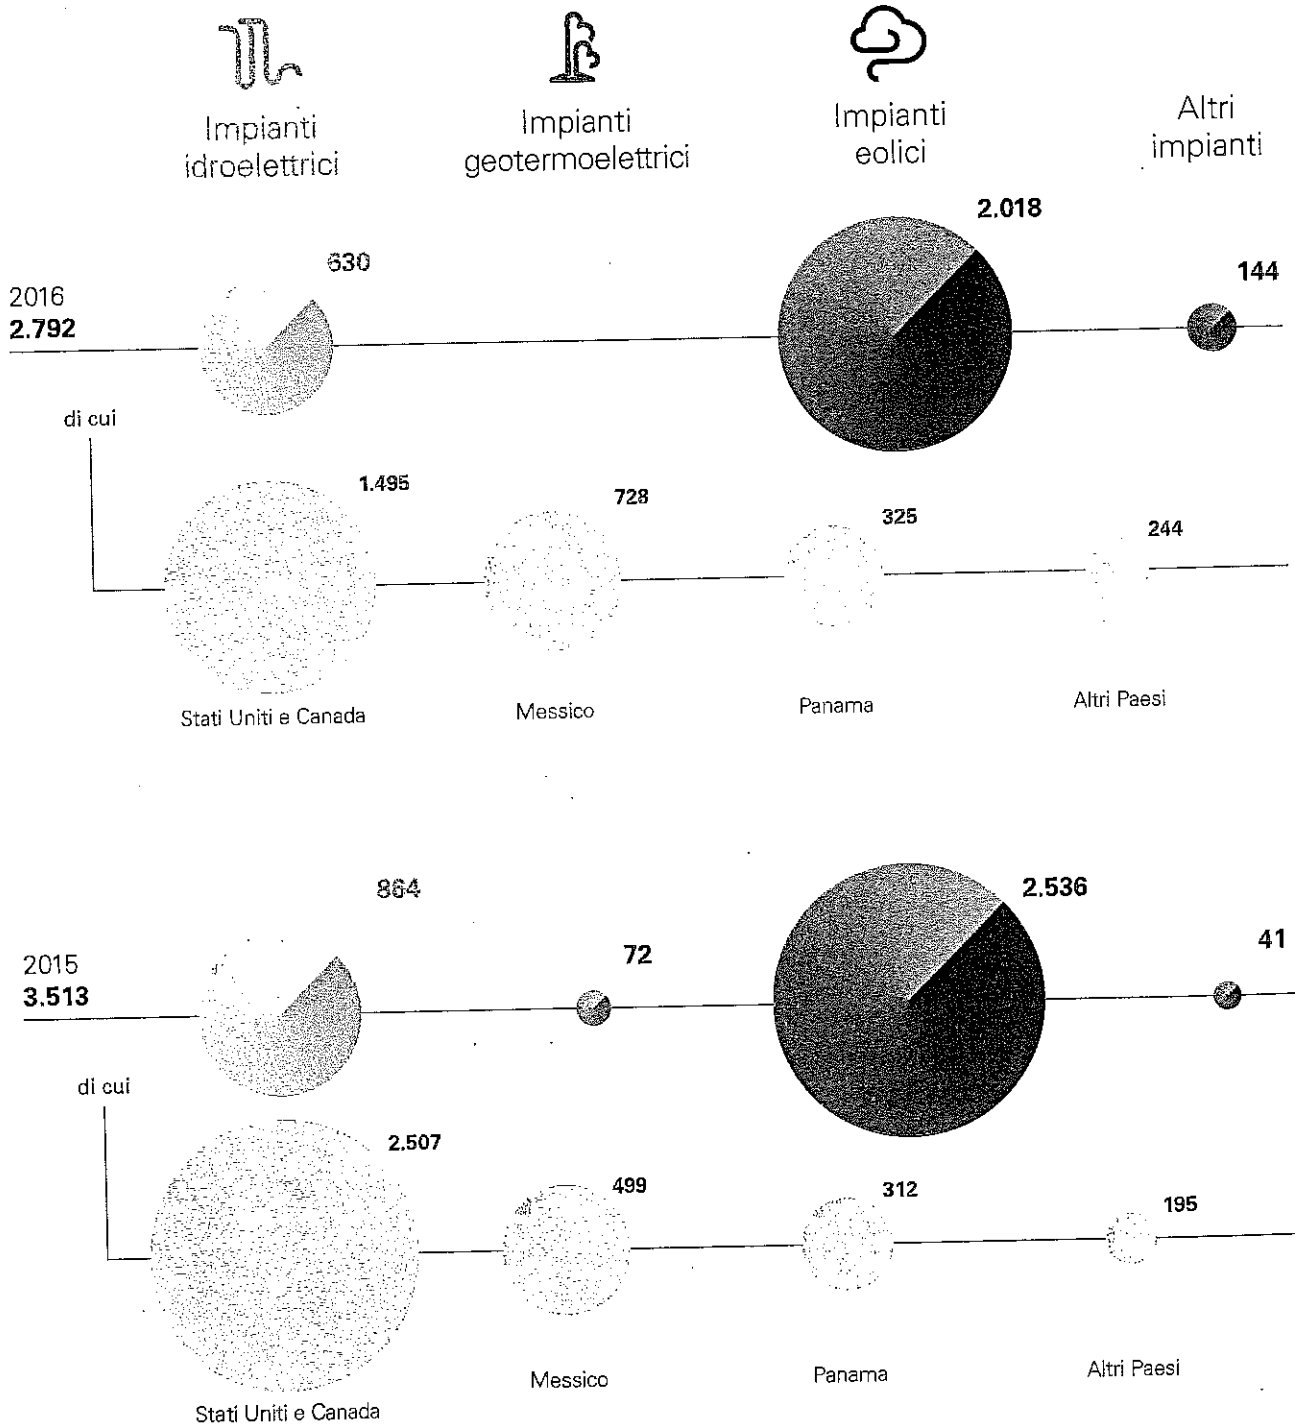 Impianti
idroelettrici
Impianti
geotermoelettrici
Impianti
eolici
Altri
impianti
2016
2.792
630
2.018
144
di cui
1.495
728
325
244
Stati Uniti e Canada
Messico
Panama
Altri Paesi
2015
3.513
864
72
2.536
41
di cui
2.507
499
312
195
Stati Uniti e Canada
Messico
Panama
Altri Paesi